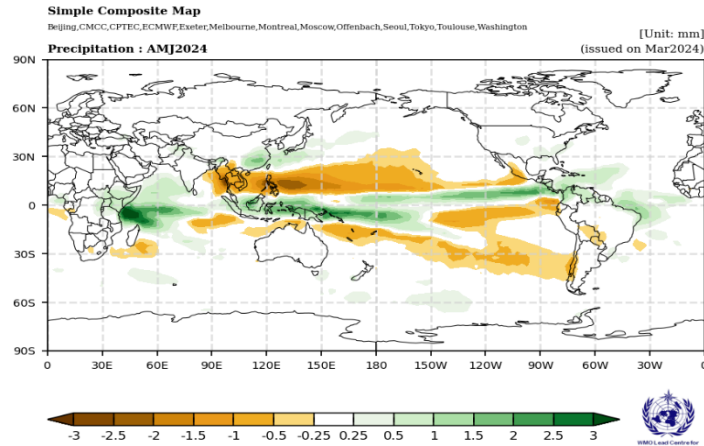 Simple Composite Map
Beijing,CMCC,CPTEC,ECMWF,Exeter,Melbourne,Montreal,Moscow,Offenbach,Seoul,Tokyo,Toulouse,Washington
[Unit: mm]
Precipitation : AMJ2024
(issued on Mar2024)
90N
60N
30N
0
30S
60S
90S
0 30E 60E 90E 120E 150E 180 150W 120W 90W 60W 30W 0
-3 -2.5 -2 -1.5 -1 -0.5 -0.25 0.25 0.5 1 1.5 2 2.5 3
WMO Lead Centre for